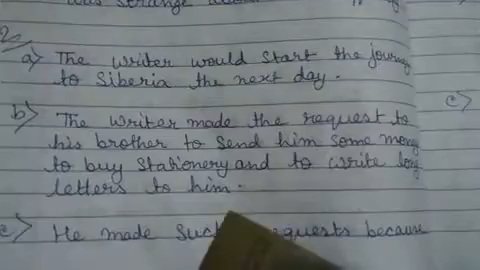 was strange
2
a) The writer would start the journey
to Siberia the next day.
b) The writer made the request to
his brother to send him some money
to buy stationery and to write long
letters to him.
c)
c) He made such requests because